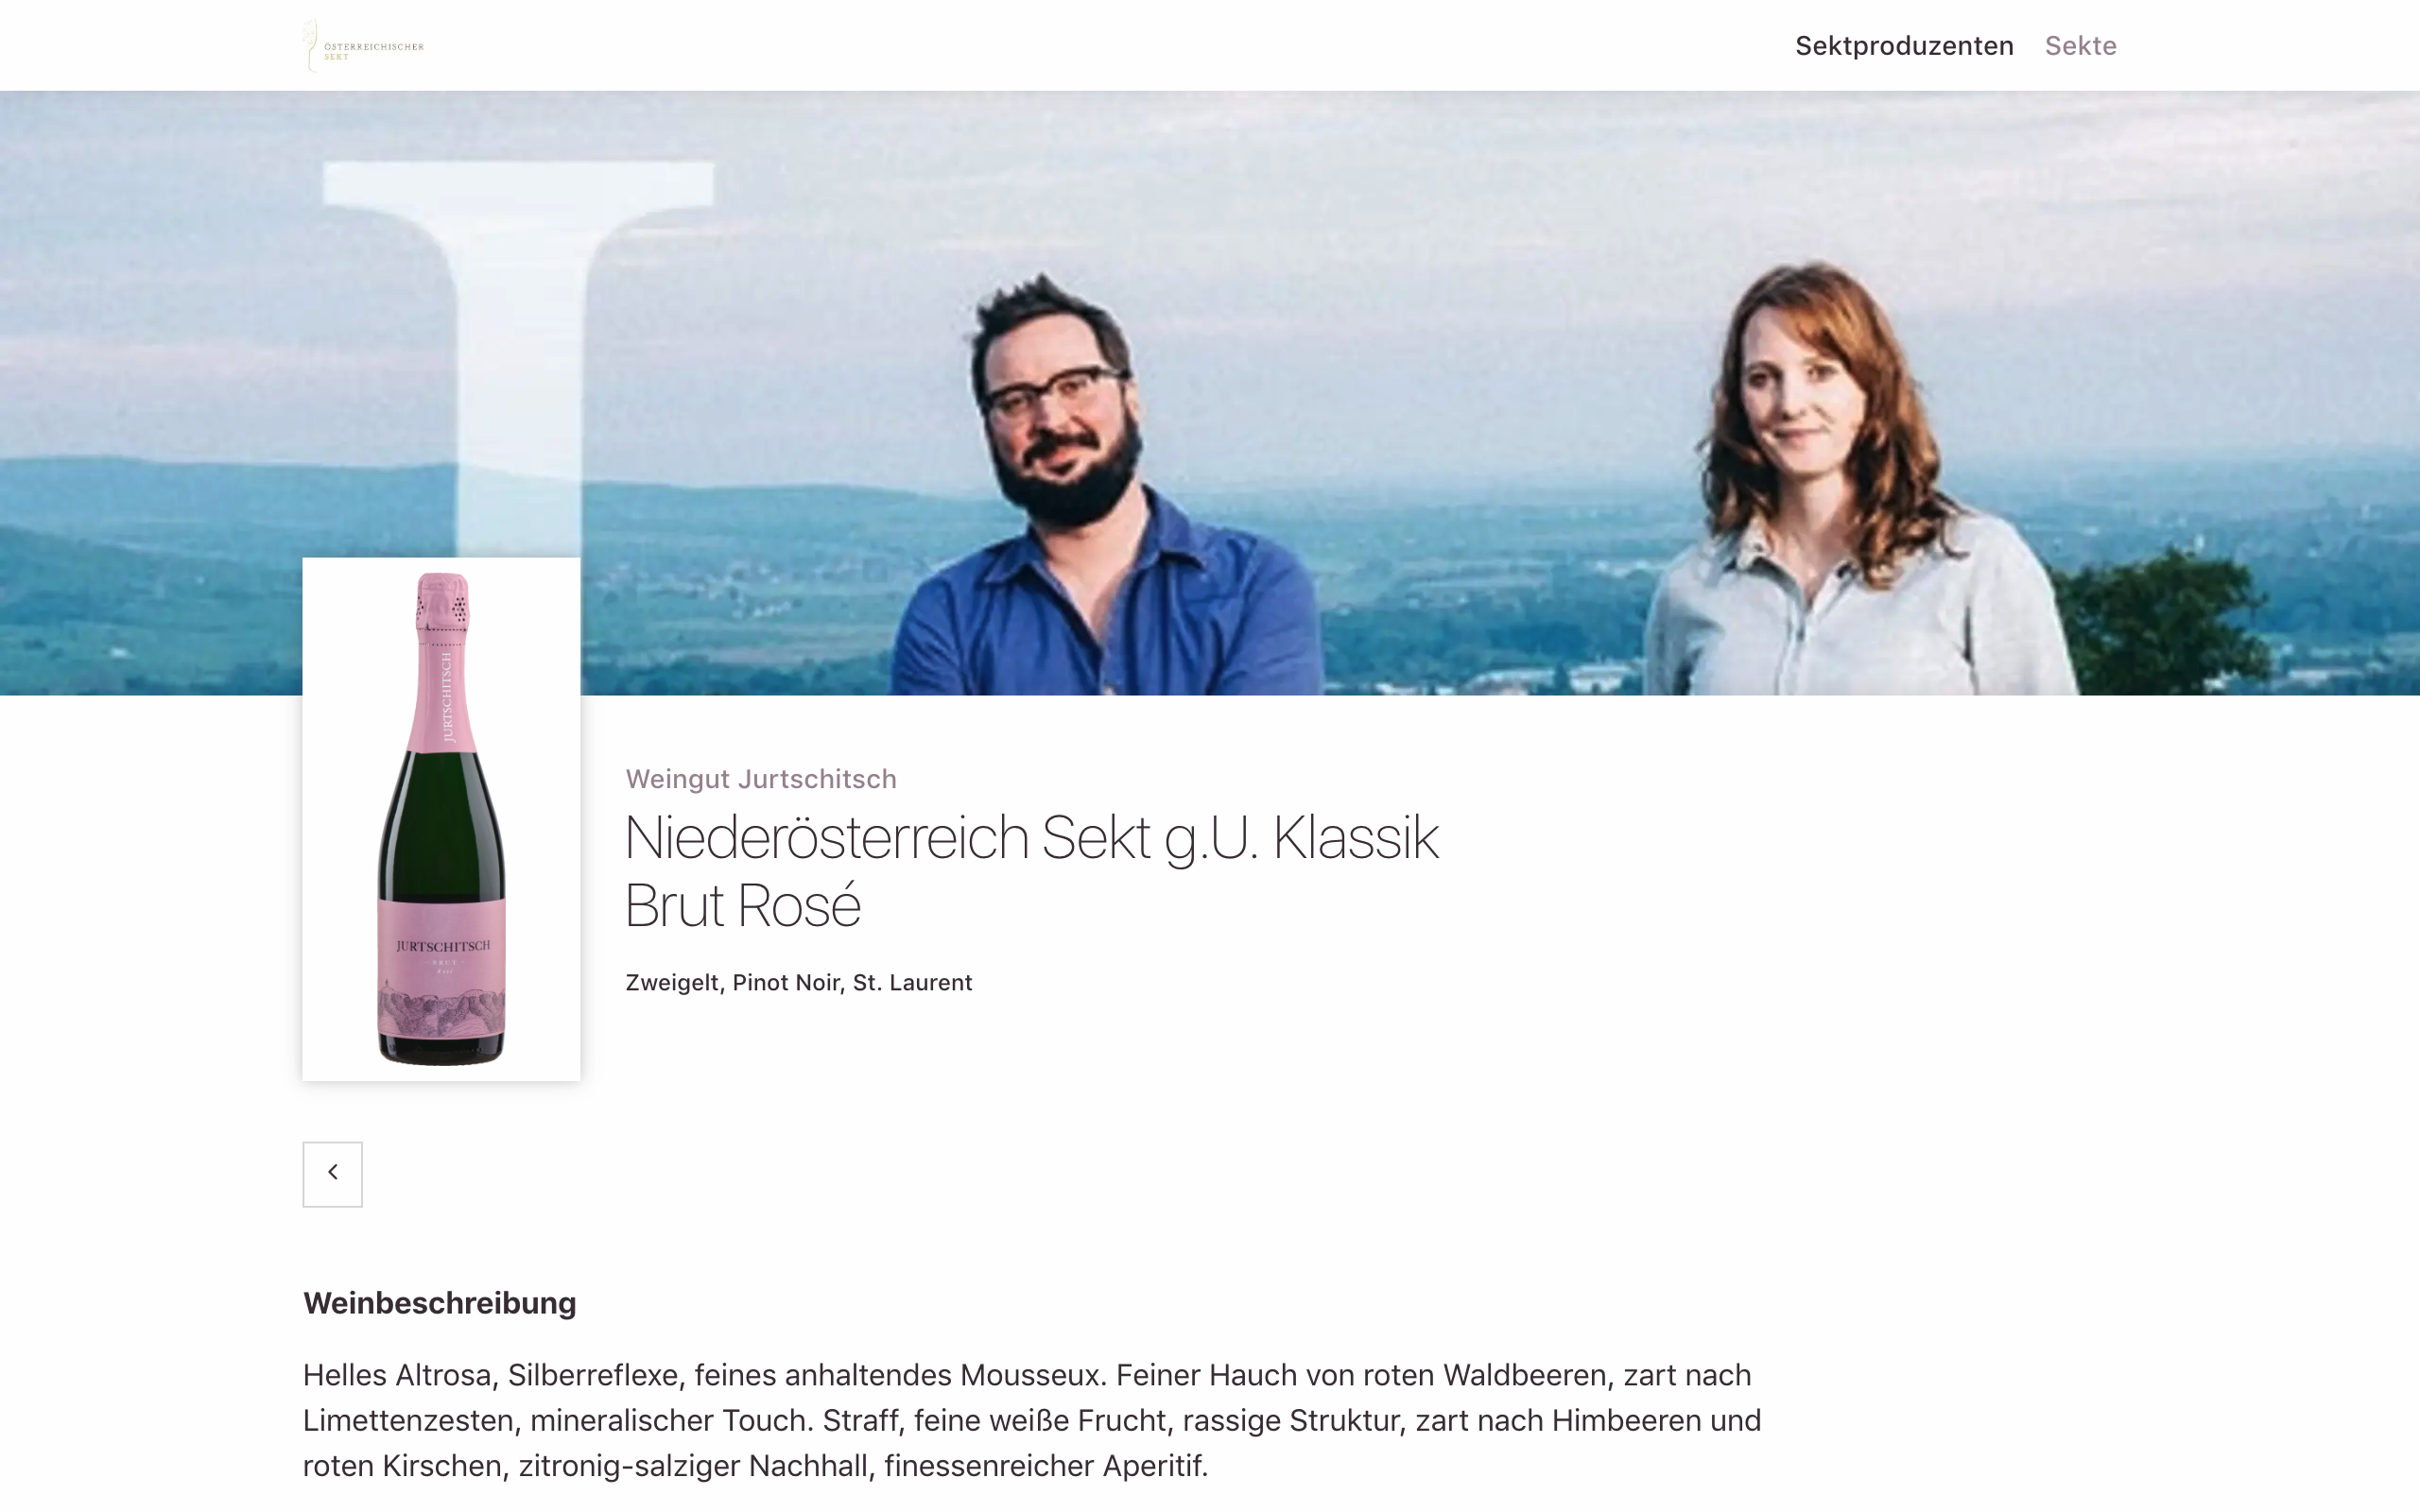 ÖSTERREICHISCHER
SEKT
Sektproduzenten
Sekte
J
JURTSCHITSCH
JURTSCHITSCH
BRUT
Rosé
Weingut Jurtschitsch
Niederösterreich Sekt g.U. Klassik
Brut Rosé
Zweigelt, Pinot Noir, St. Laurent
Weinbeschreibung
Helles Altrosa, Silberreflexe, feines anhaltendes Mousseux. Feiner Hauch von roten Waldbeeren, zart nach
Limettenzesten, mineralischer Touch. Straff, feine weiße Frucht, rassige Struktur, zart nach Himbeeren und
roten Kirschen, zitronig-salziger Nachhall, finessenreicher Aperitif.